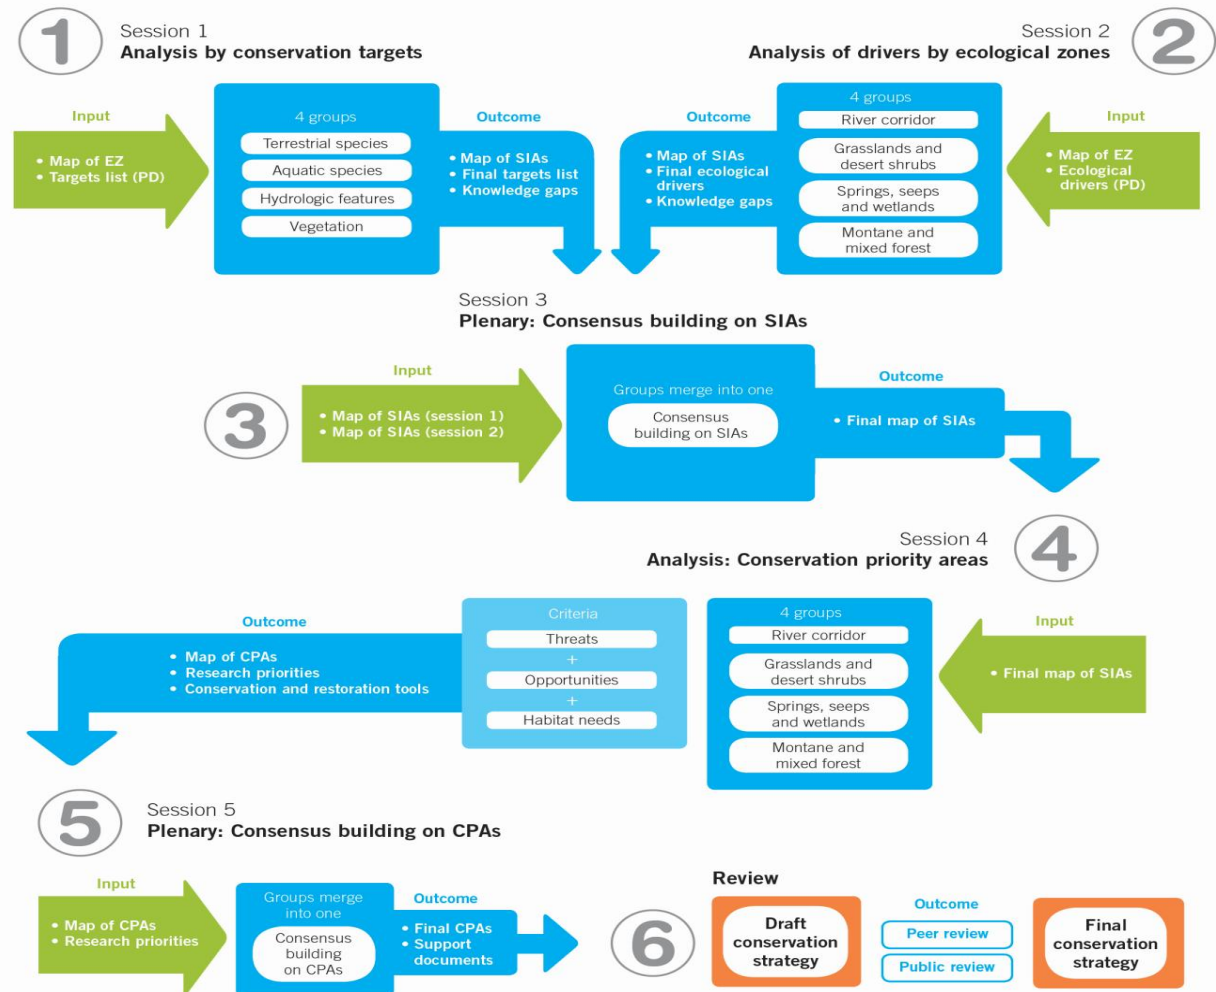 1
Session 1
Analysis by conservation targets
Input
• Map of EZ
• Targets list (PD)
4 groups
Terrestrial species
Aquatic species
Hydrologic features
Vegetation
Outcome
• Map of SIAs
• Final targets list
• Knowledge gaps
2
Session 2
Analysis of drivers by ecological zones
Outcome
• Map of SIAs
• Final ecological
drivers
• Knowledge gaps
4 groups
River corridor
Grasslands and
desert shrubs
Springs, seeps
and wetlands
Montane and
mixed forest
Input
• Map of EZ
• Ecological
drivers (PD)
Session 3
Plenary: Consensus building on SIAs
3
Input
• Map of SIAs (session 1)
• Map of SIAs (session 2)
Groups merge into one
Consensus
building on SIAs
Outcome
• Final map of SIAs
Session 4
Analysis: Conservation priority areas
4
Outcome
• Map of CPAs
• Research priorities
• Conservation and restoration tools
Criteria
Threats
+
Opportunities
+
Habitat needs
4 groups
River corridor
Grasslands and
desert shrubs
Springs, seeps
and wetlands
Montane and
mixed forest
Input
• Final map of SIAs
5
Session 5
Plenary: Consensus building on CPAs
Input
• Map of CPAs
• Research priorities
Groups merge
into one
Consensus
building
on CPAs
Outcome
• Final CPAs
• Support
documents
6
Review
Draft
conservation
strategy
Outcome
Peer review
Public review
Final
conservation
strategy